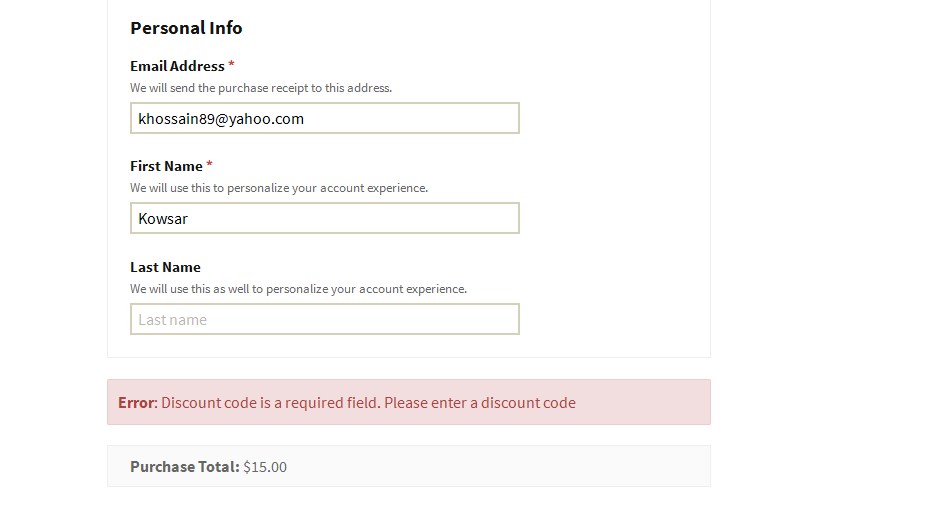 Personal Info
Email Address *
We will send the purchase receipt to this address.
khossain89@yahoo.com
First Name *
We will use this to personalize your account experience.
Kowsar
Last Name
We will use this as well to personalize your account experience.
Last name
Error: Discount code is a required field. Please enter a discount code
Purchase Total: $15.00